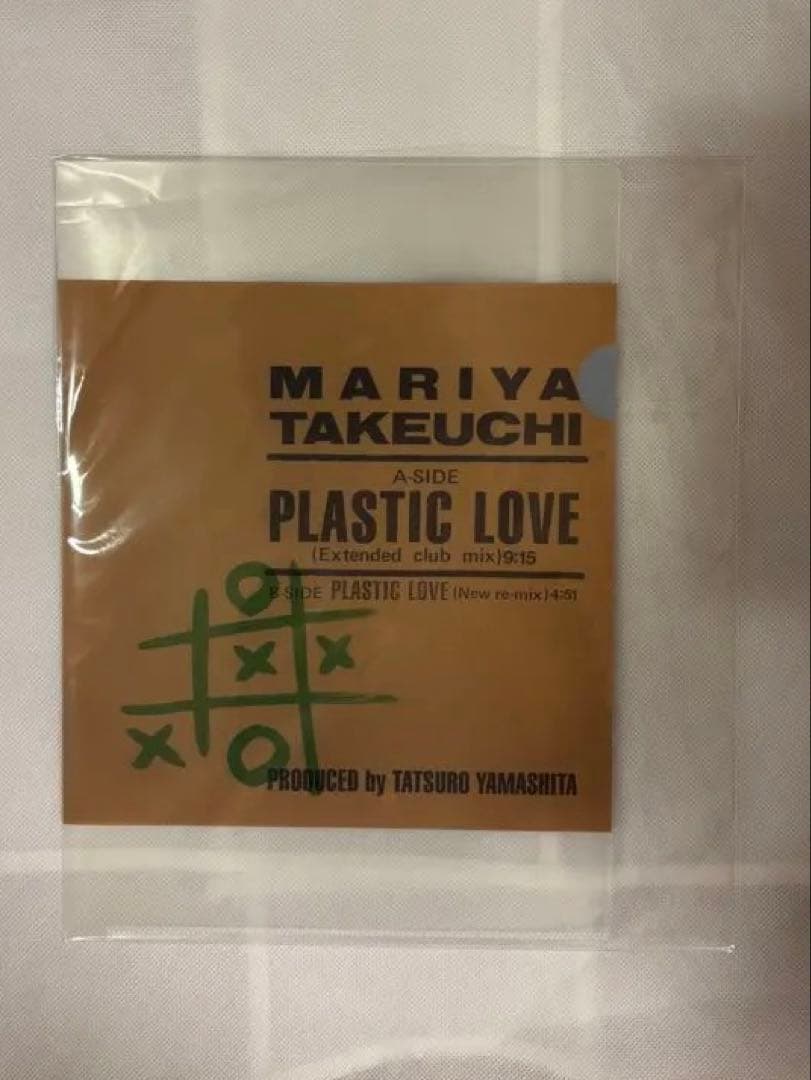 MARIYA
TAKEUCHI
A-SIDE
PLASTIC LOVE
(Extended club mix)9:15
B-SIDE PLASTIC LOVE (New re-mix) 4:51
O
X X
X O
PRODUCED by TATSURO YAMASHITA